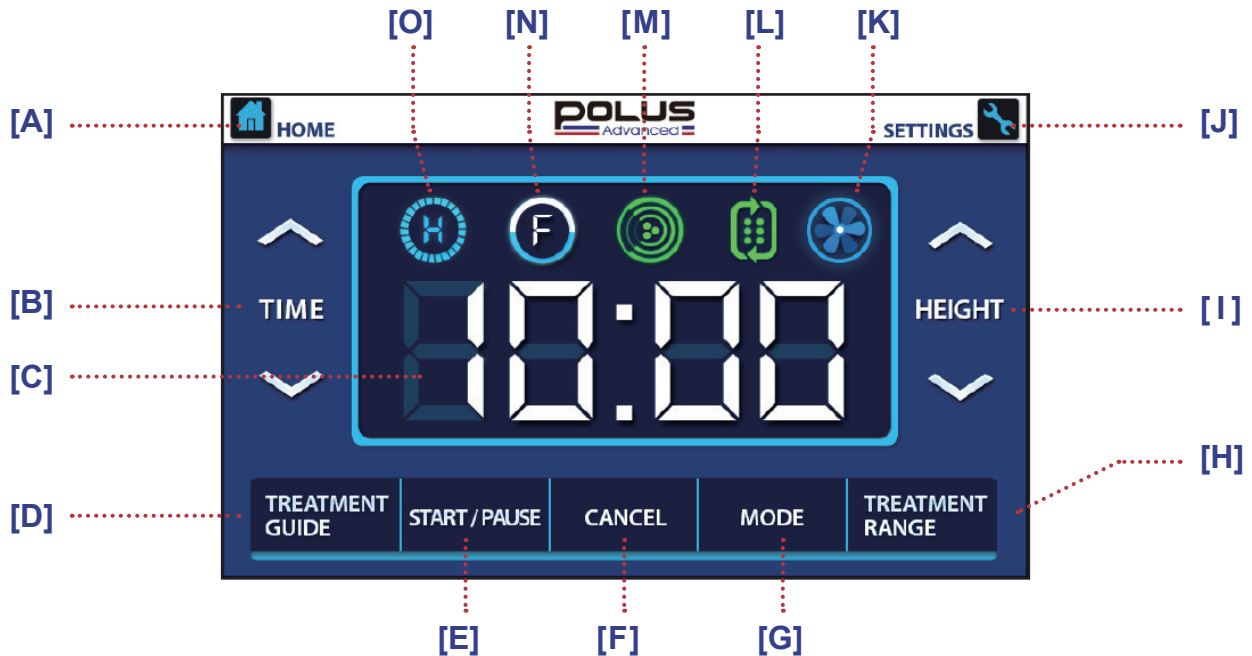 [O] [N] [M] [L] [K]
[A] HOME POLUS SETTINGS [J]
Advanced
H F
[B] TIME HEIGHT [I]
[C] 10:00
[H]
[D] TREATMENT GUIDE START / PAUSE CANCEL MODE TREATMENT RANGE
[E] [F] [G]